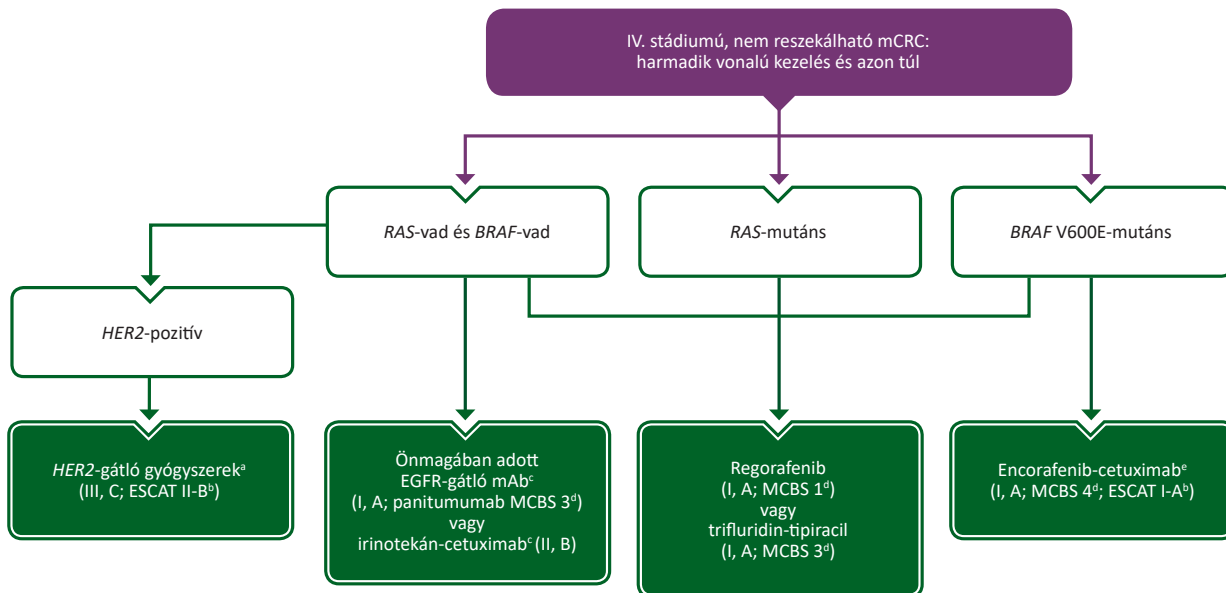 IV. stádiumú, nem reszekálható mCRC:
harmadik vonalú kezelés és azon túl
RAS-vad és BRAF-vad
RAS-mutáns
BRAF V600E-mutáns
HER2-pozitív
HER2-gátló gyógyszerekᵃ
(III, C; ESCAT II-Bᵇ)
Önmagában adott
EGFR-gátló mAbᶜ
(I, A; panitumumab MCBS 3ᵈ)
vagy
irinotekán-cetuximabᶜ (II, B)
Regorafenib
(I, A; MCBS 1ᵈ)
vagy
trifluridin-tipiracil
(I, A; MCBS 3ᵈ)
Encorafenib-cetuximabᵉ
(I, A; MCBS 4ᵈ; ESCAT I-Aᵇ)